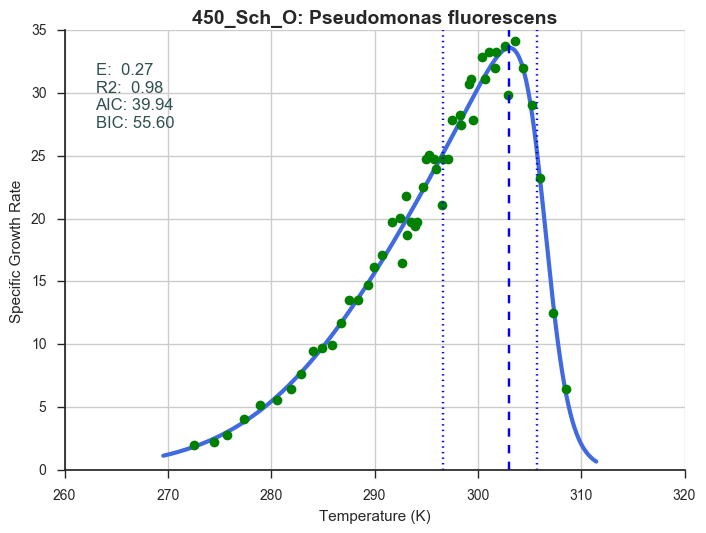 450_Sch_O: Pseudomonas fluorescens
E: 0.27
R2: 0.98
AIC: 39.94
BIC: 55.60
35
30
25
20
15
10
5
0
Specific Growth Rate
260 270 280 290 300 310 320
Temperature (K)